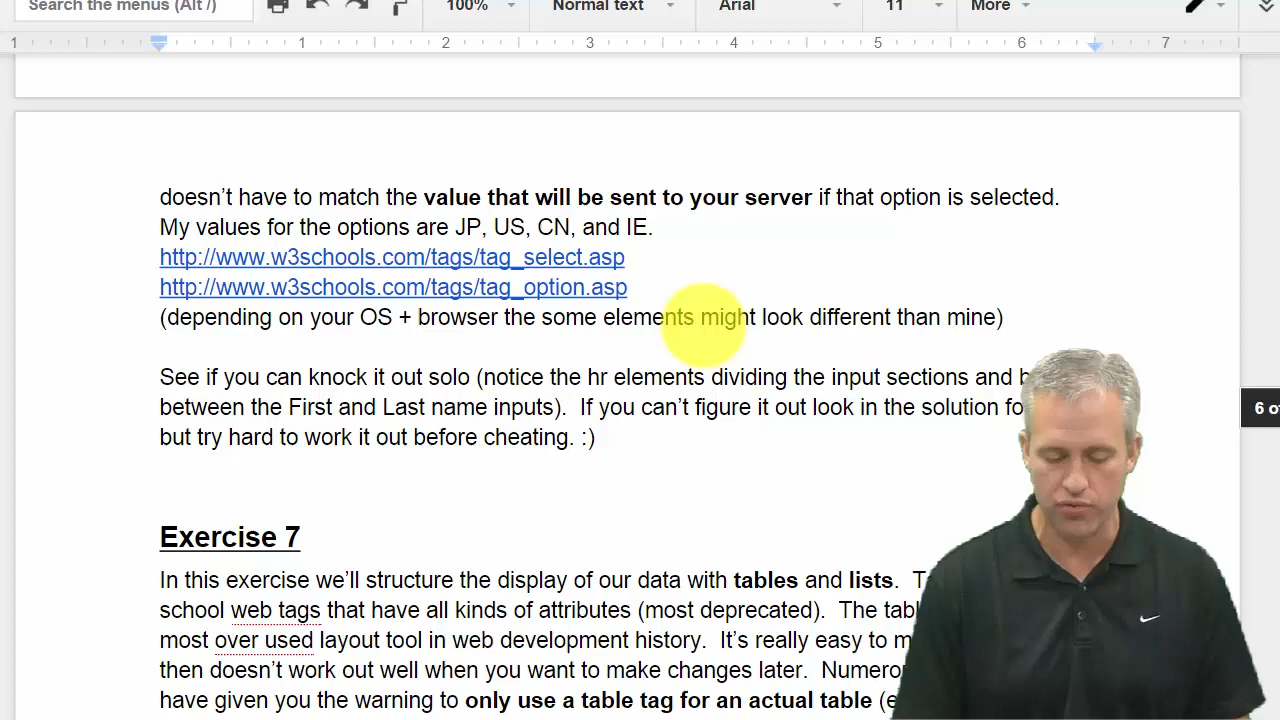 Search the menus (Alt /)
100%
Normal text
Arial
11
More
1 1 2 3 4 5 6 7
doesn't have to match the value that will be sent to your server if that option is selected.
My values for the options are JP, US, CN, and IE.
http://www.w3schools.com/tags/tag_select.asp
http://www.w3schools.com/tags/tag_option.asp
(depending on your OS + browser the some elements might look different than mine)
See if you can knock it out solo (notice the hr elements dividing the input sections and
between the First and Last name inputs). If you can't figure it out look in the solution
6
but try hard to work it out before cheating. :)
Exercise 7
In this exercise we'll structure the display of our data with tables and lists.
school web tags that have all kinds of attributes (most deprecated). The
most over used layout tool in web development history. It's really easy to
then doesn't work out well when you want to make changes later.
have given you the warning to only use a table tag for an actual table